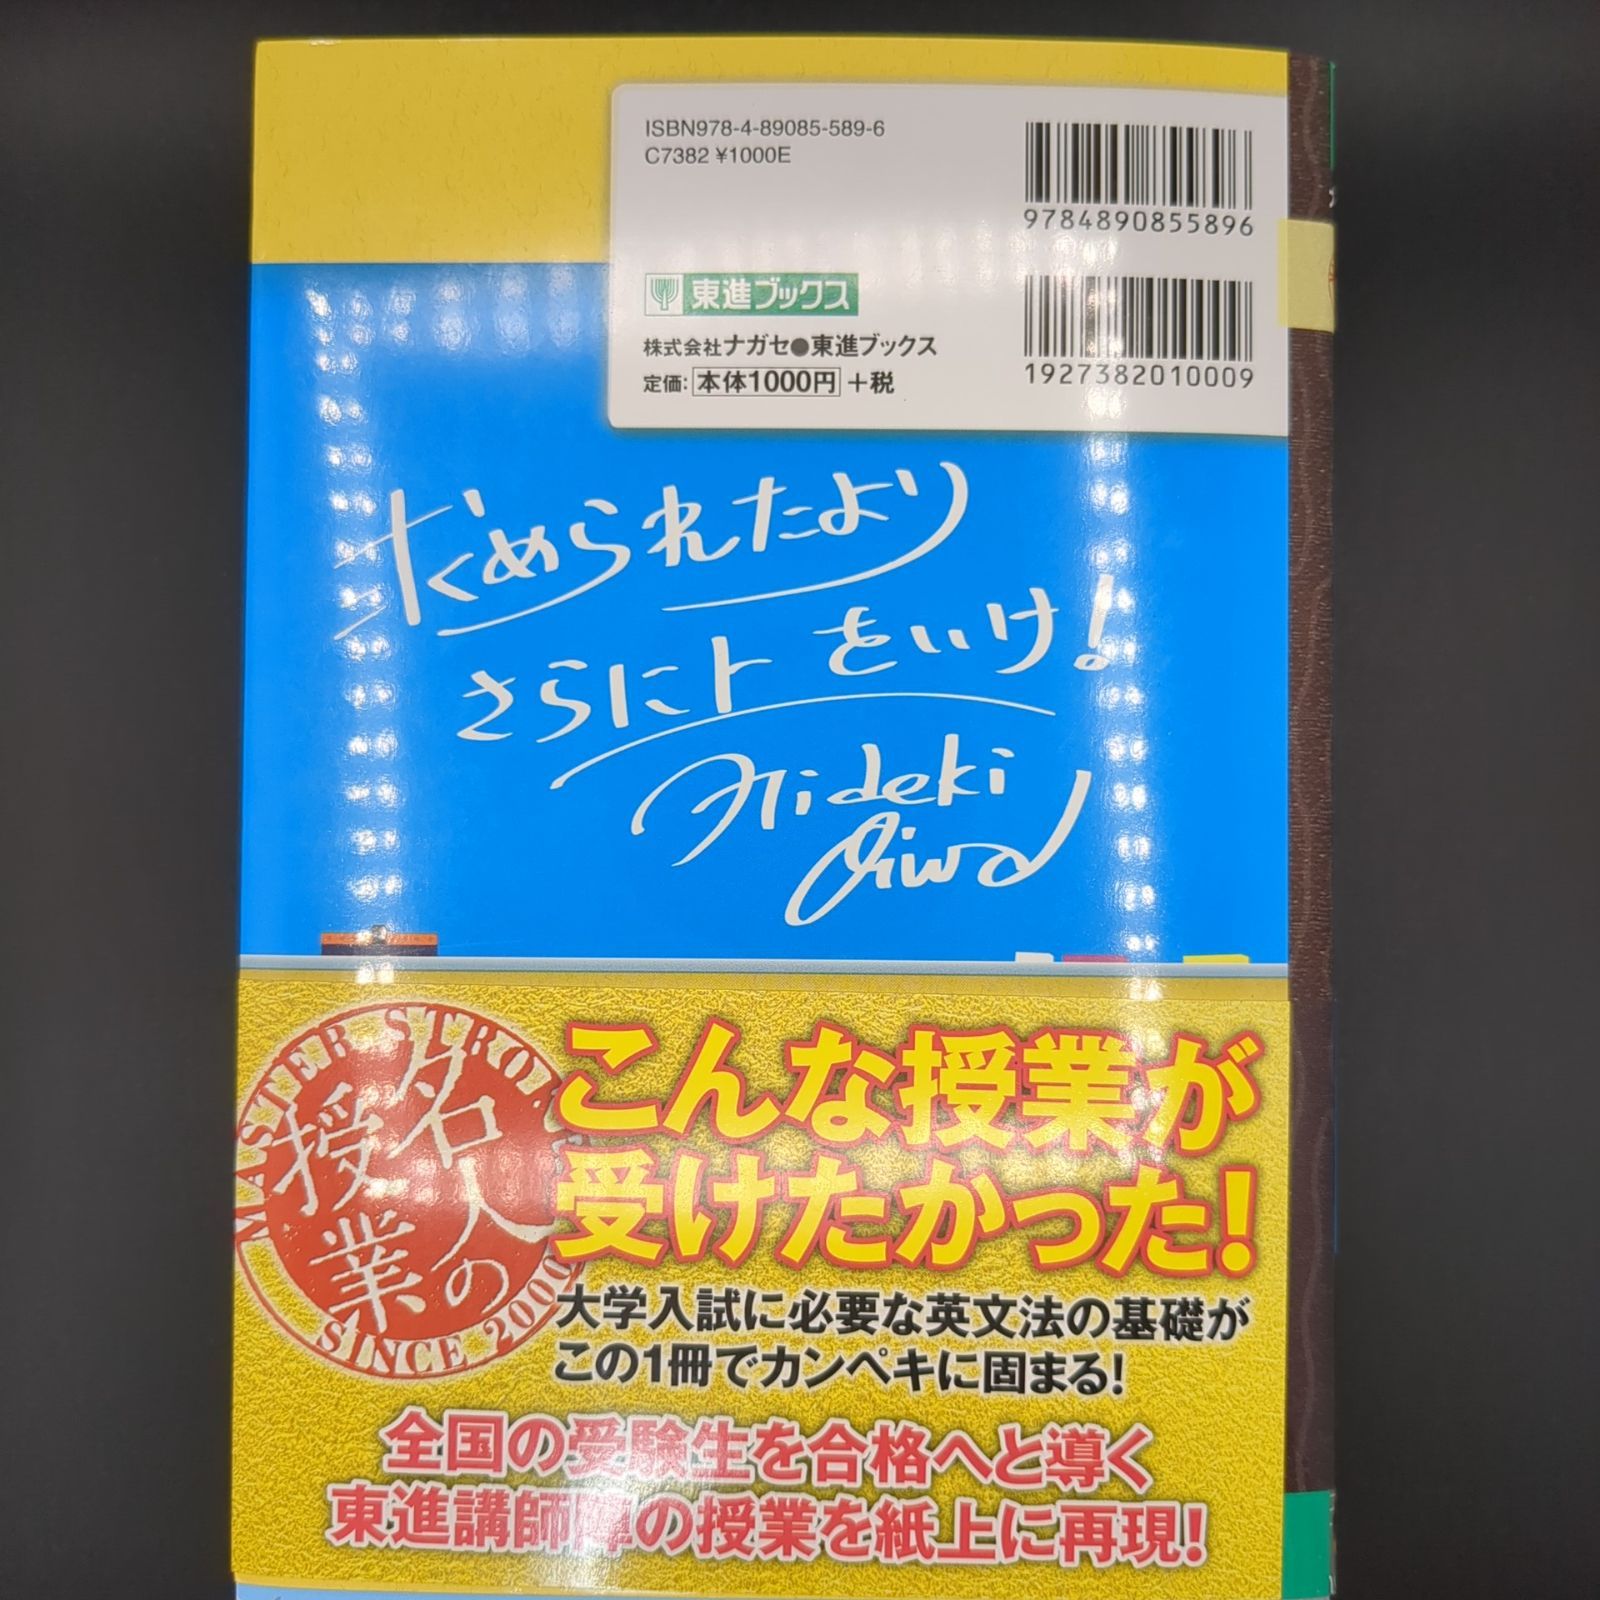 ISBN978-4-89085-589-6
C7382 ¥1000E
9784890855896
東進ブックス
株式会社ナガセ●東進ブックス
定価：本体1000円＋税
1927382010009
求められたより
さらに上をいけ！
Hideki Oiwa
MASTER STRO
名人の
授業
SINCE 2000
こんな授業が
受けたかった！
大学入試に必要な英文法の基礎が
この1冊でカンペキに固まる！
全国の受験生を合格へと導く
東進講師陣の授業を紙上に再現！